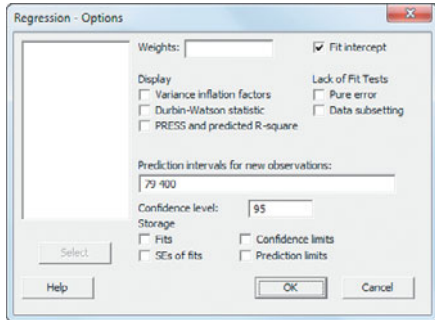 Regression - Options
Weights:
Fit intercept
Display
Lack of Fit Tests
Variance inflation factors
Pure error
Durbin-Watson statistic
Data subsetting
PRESS and predicted R-square
Prediction intervals for new observations:
79 400
Confidence level: 95
Storage
Fits
Confidence limits
Select
SEs of fits
Prediction limits
Help
OK
Cancel